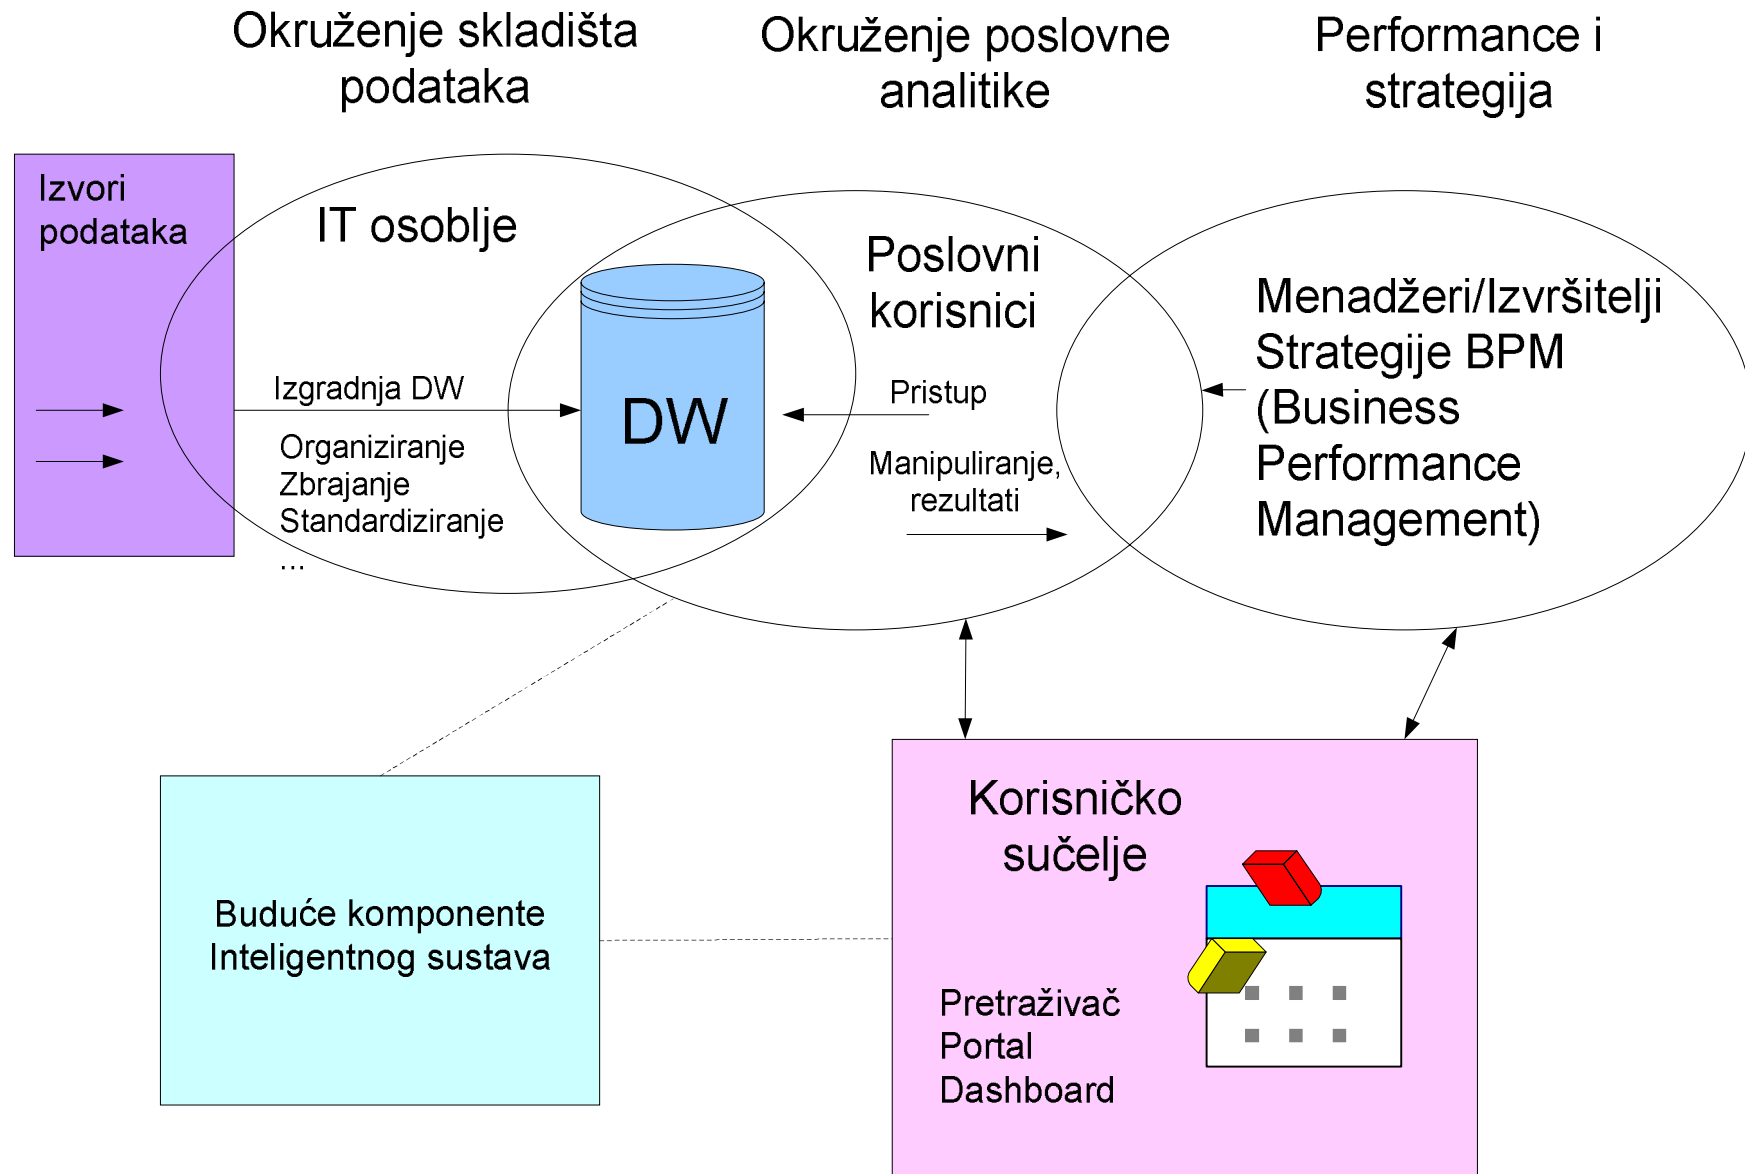 Okruženje skladišta
podataka
Okruženje poslovne
analitike
Performance i
strategija
Izvori
podataka
IT osoblje
Izgradnja DW
Organiziranje
Zbrajanje
Standardiziranje
...
DW
Poslovni
korisnici
Pristup
Manipuliranje,
rezultati
Menadžeri/Izvršitelji
Strategije BPM
(Business
Performance
Management)
Buduće komponente
Inteligentnog sustava
Korisničko
sučelje
Pretraživač
Portal
Dashboard